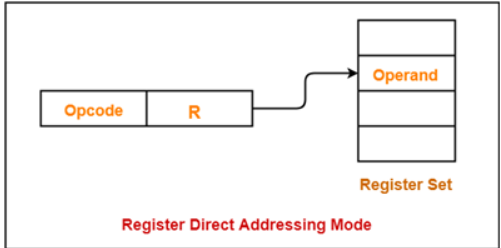 Operand
Opcode R
Register Set
Register Direct Addressing Mode